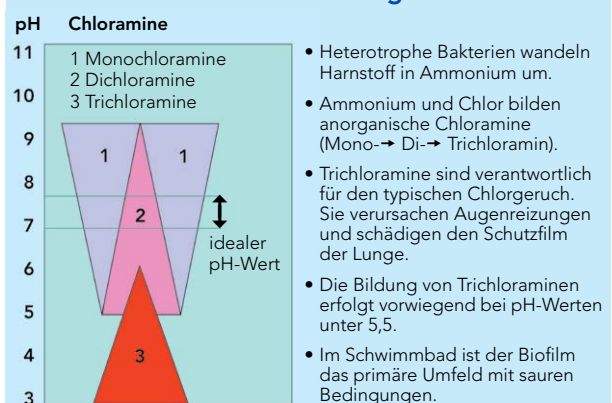 pH Chloramine
11
1 Monochloramine
2 Dichloramine
3 Trichloramine
10
9
1 1
8
2
7
idealer
pH-Wert
6
5
4
3
3
• Heterotrophe Bakterien wandeln
Harnstoff in Ammonium um.
• Ammonium und Chlor bilden
anorganische Chloramine
(Mono-→ Di-→ Trichloramin).
• Trichloramine sind verantwortlich
für den typischen Chlorgeruch.
Sie verursachen Augenreizungen
und schädigen den Schutzfilm
der Lunge.
• Die Bildung von Trichloraminen
erfolgt vorwiegend bei pH-Werten
unter 5,5.
• Im Schwimmbad ist der Biofilm
das primäre Umfeld mit sauren
Bedingungen.